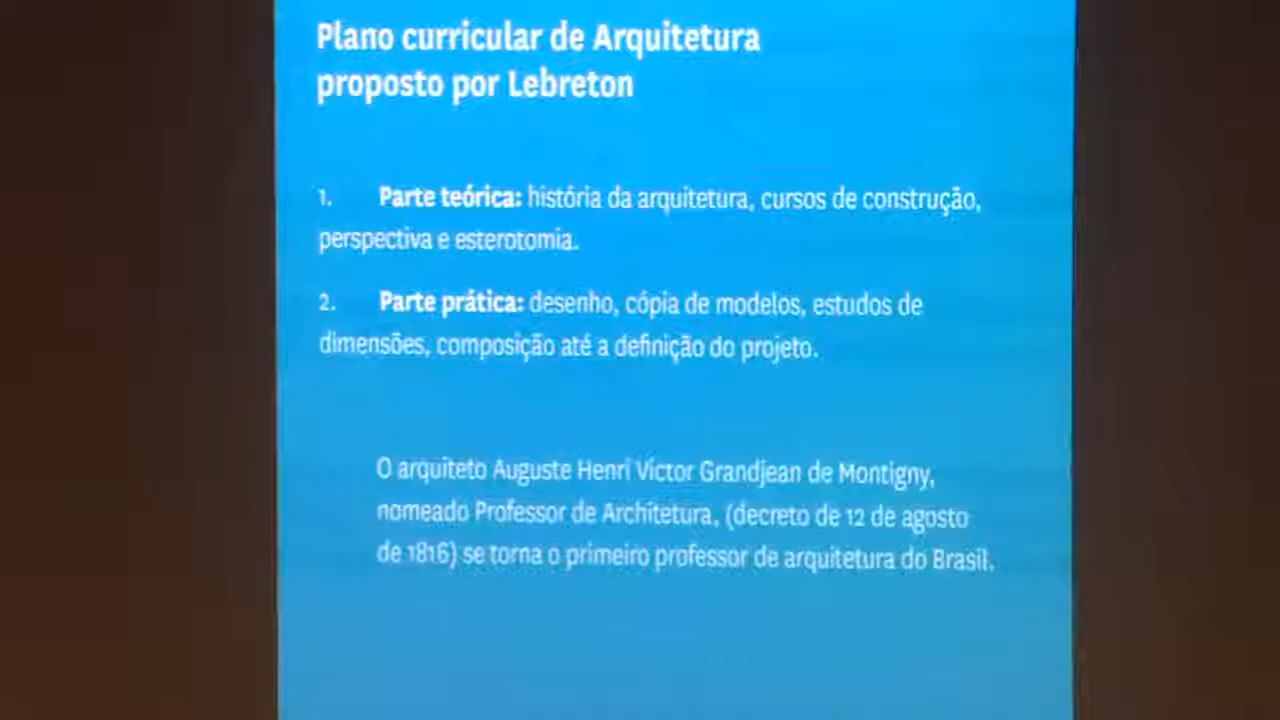 Plano curricular de Arquitetura
proposto por Lebreton
1. Parte teórica: história da arquitetura, cursos de construção,
perspectiva e esterotomia.
2. Parte prática: desenho, cópia de modelos, estudos de
dimensões, composição até a definição do projeto.
O arquiteto Auguste Henri Victor Grandjean de Montigny,
nomeado Professor de Architetura, (decreto de 12 de agosto
de 1816) se torna o primeiro professor de arquitetura do Brasil.